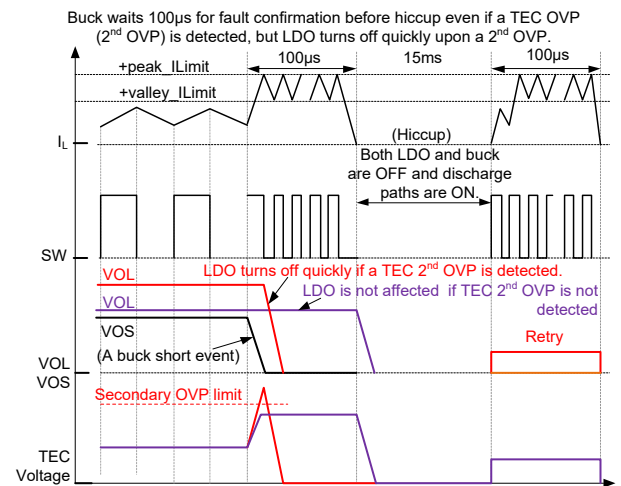 Buck waits 100µs for fault confirmation before hiccup even if a TEC OVP
(2nd OVP) is detected, but LDO turns off quickly upon a 2nd OVP.
100µs
15ms
100µs
+peak_ILimit
+valley_ILimit
IL
(Hiccup)
Both LDO and buck
are OFF and discharge
paths are ON.
SW
VOL
LDO turns off quickly if a TEC 2nd OVP is detected.
VOL
LDO is not affected if TEC 2nd OVP is not
detected
VOS
(A buck short event)
Retry
VOL
VOS
Secondary OVP limit
TEC
Voltage